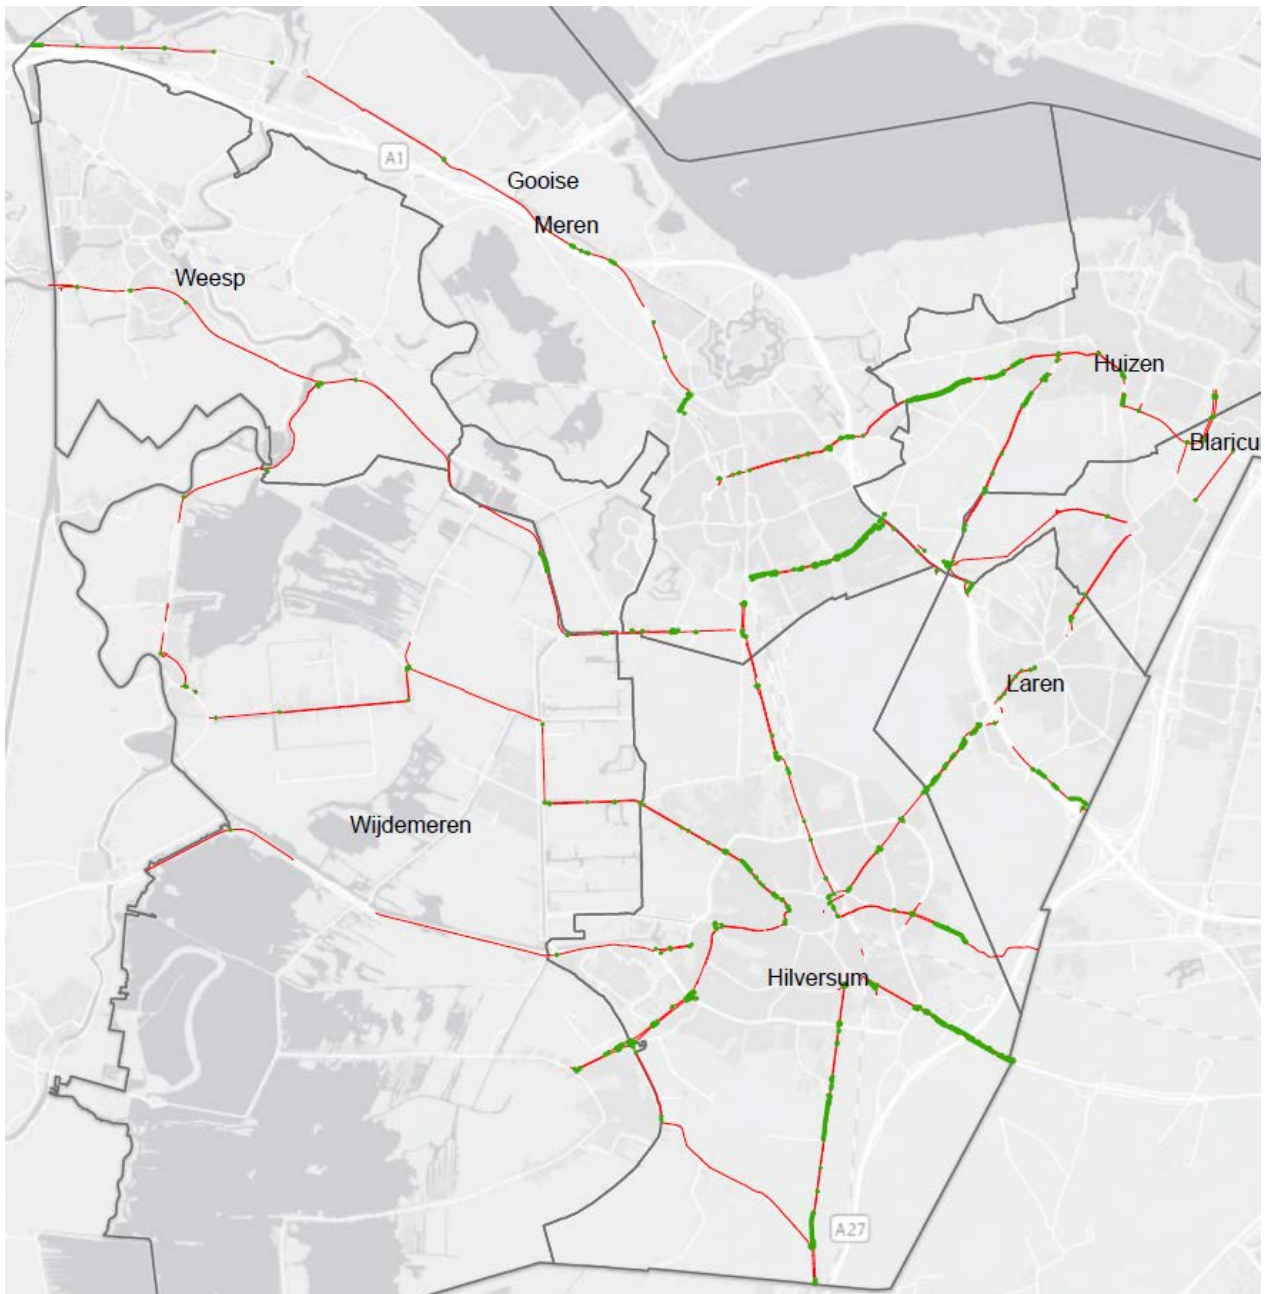 A1
Gooise
Meren
Weesp
Huizen
Blaricu
Laren
Wijdemeren
Hilversum
A27